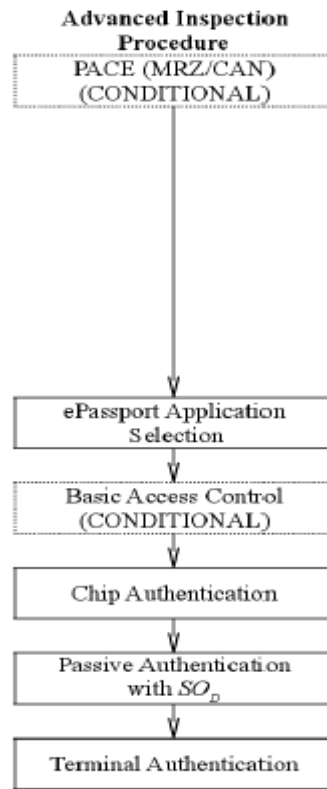 Advanced Inspection
Procedure
PACE (MRZ/CAN)
(CONDITIONAL)
ePassport Application
Selection
Basic Access Control
(CONDITIONAL)
Chip Authentication
Passive Authentication
with SO_D
Terminal Authentication